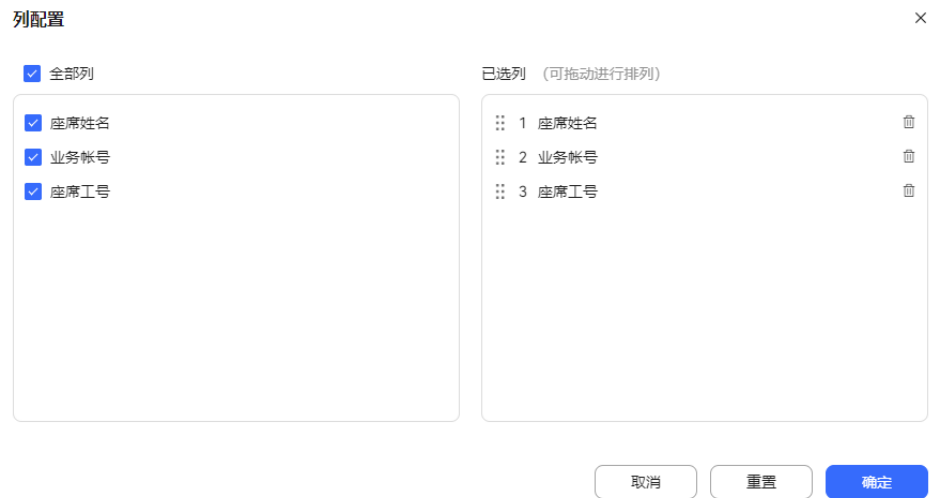 列配置
全部列
座席姓名
业务帐号
座席工号
已选列 (可拖动进行排列)
1 座席姓名
2 业务帐号
3 座席工号
取消 重置 确定